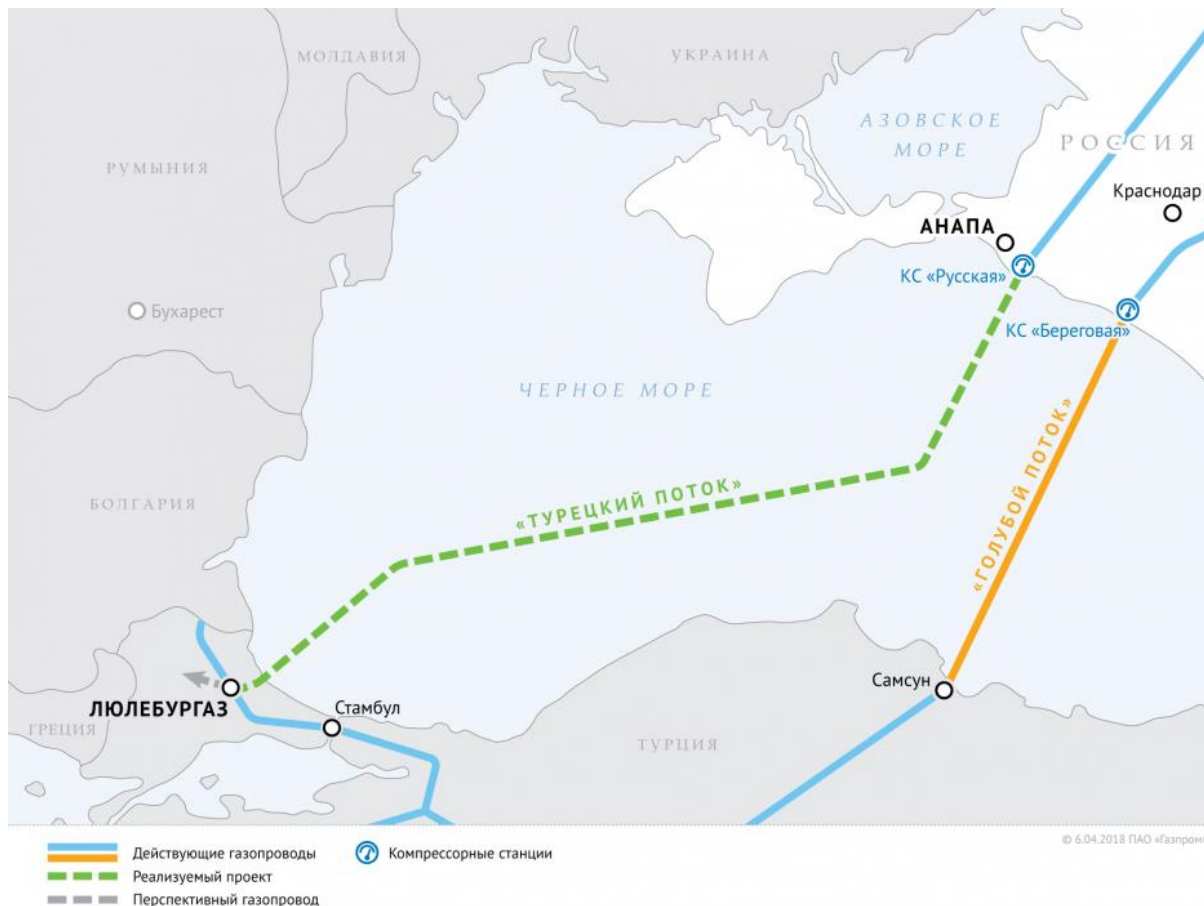 МОЛДАВИЯ
УКРАИНА
АЗОВСКОЕ
МОРЕ
РОССИЯ
РУМЫНИЯ
Краснодар
АНАПА
КС «Русская»
Бухарест
КС «Береговая»
ЧЕРНОЕ МОРЕ
«ГОЛУБОЙ ПОТОК»
БОЛГАРИЯ
«ТУРЕЦКИЙ ПОТОК»
Самсун
ЛЮЛЕБУРГАЗ
Стамбул
ГРЕЦИЯ
ТУРЦИЯ
© 6.04.2018 ПАО «Газпром»
Действующие газопроводы
Компрессорные станции
Реализуемый проект
Перспективный газопровод